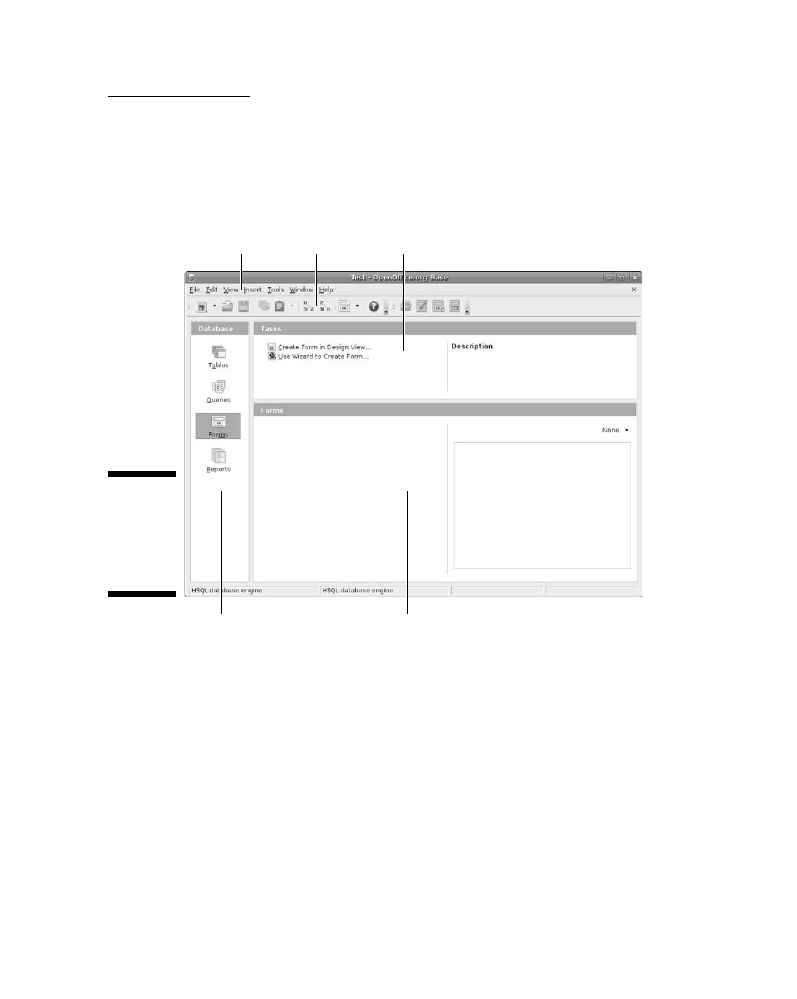 Test - OpenOffice.org Base
File Edit View Insert Tools Window Help
Database
Tasks
Create Form in Design View...
Use Wizard to Create Form...
Description
Tables
Queries
Forms
Reports
Forms
None
HSQL database engine
HSQL database engine